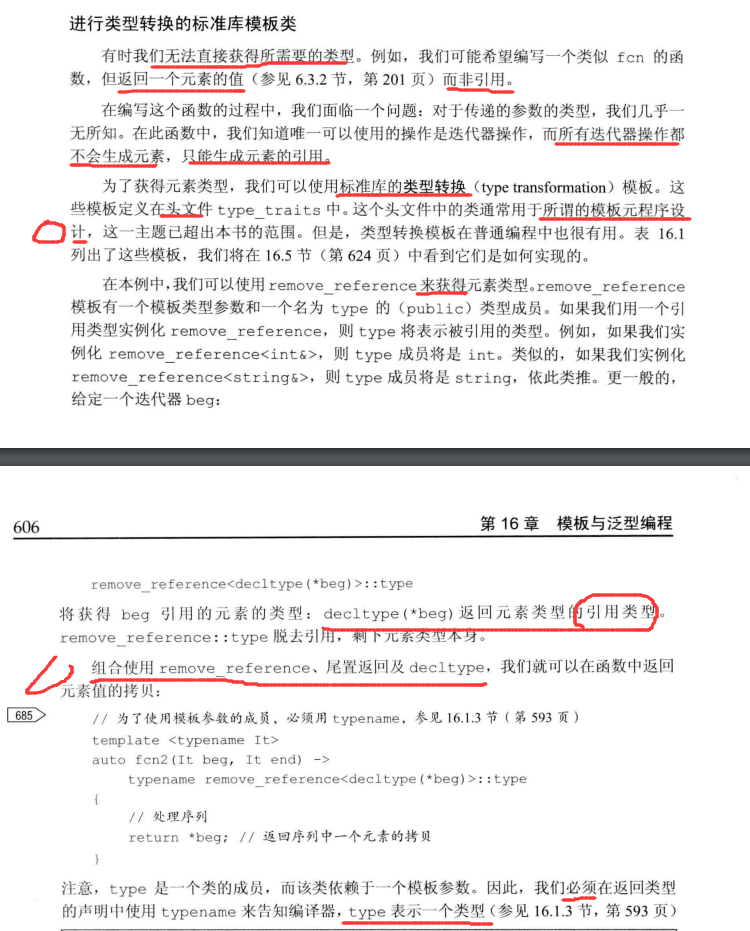 进行类型转换的标准库模板类
有时我们无法直接获得所需要的类型。例如，我们可能希望编写一个类似 fcn 的函
数，但返回一个元素的值（参见 6.3.2 节，第 201 页）而非引用。
在编写这个函数的过程中，我们面临一个问题：对于传递的参数的类型，我们几乎一
无所知。在此函数中，我们知道唯一可以使用的操作是迭代器操作，而所有迭代器操作都
不会生成元素，只能生成元素的引用。
为了获得元素类型，我们可以使用标准库的类型转换（type transformation）模板。这
些模板定义在头文件 type_traits 中。这个头文件中的类通常用于所谓的模板元程序设
计，这一主题已超出本书的范围。但是，类型转换模板在普通编程中也很有用。表 16.1
列出了这些模板，我们将在 16.5 节（第 624 页）中看到它们是如何实现的。
在本例中，我们可以使用 remove_reference 来获得元素类型。remove_reference
模板有一个模板类型参数和一个名为 type 的（public）类型成员。如果我们用一个引
用类型实例化 remove_reference，则 type 将表示被引用的类型。例如，如果我们实
例化 remove_reference<int&>，则 type 成员将是 int。类似的，如果我们实例化
remove_reference<string&>，则 type 成员将是 string，依此类推。更一般的，
给定一个迭代器 beg：
606
第 16 章 模板与泛型编程
remove_reference<decltype(*beg)>::type
将获得 beg 引用的元素的类型：decltype(*beg)返回元素类型的引用类型。
remove_reference::type 脱去引用，剩下元素类型本身。
组合使用 remove_reference、尾置返回及 decltype，我们就可以在函数中返回
元素值的拷贝：
685
// 为了使用模板参数的成员，必须用 typename，参见 16.1.3 节（第 593 页）
template <typename It>
auto fcn2(It beg, It end) ->
typename remove_reference<decltype(*beg)>::type
{
// 处理序列
return *beg; // 返回序列中一个元素的拷贝
}
注意，type 是一个类的成员，而该类依赖于一个模板参数。因此，我们必须在返回类型
的声明中使用 typename 来告知编译器，type 表示一个类型（参见 16.1.3 节，第 593 页）